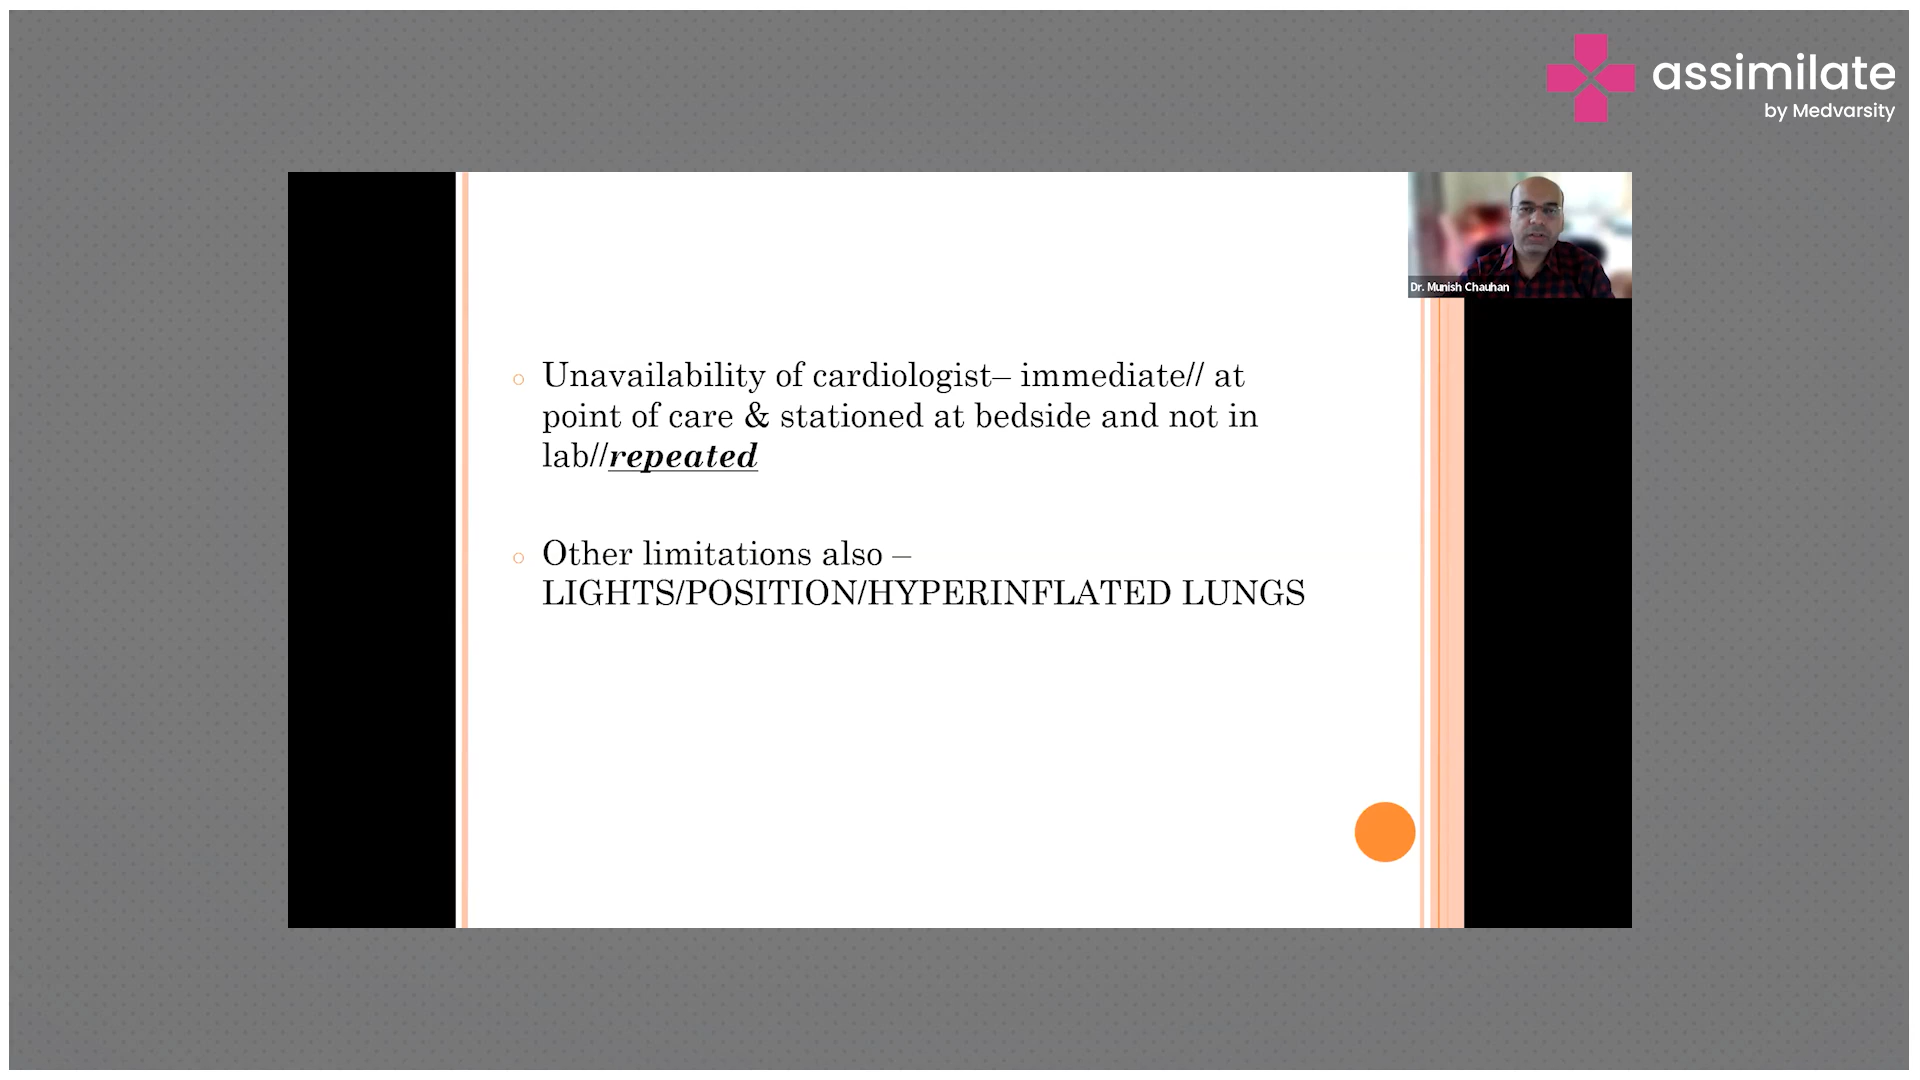 assimilate
by Medvarsity
Dr. Munish Chauhan
Unavailability of cardiologist– immediate// at
point of care & stationed at bedside and not in
lab//repeated
Other limitations also –
LIGHTS/POSITION/HYPERINFLATED LUNGS